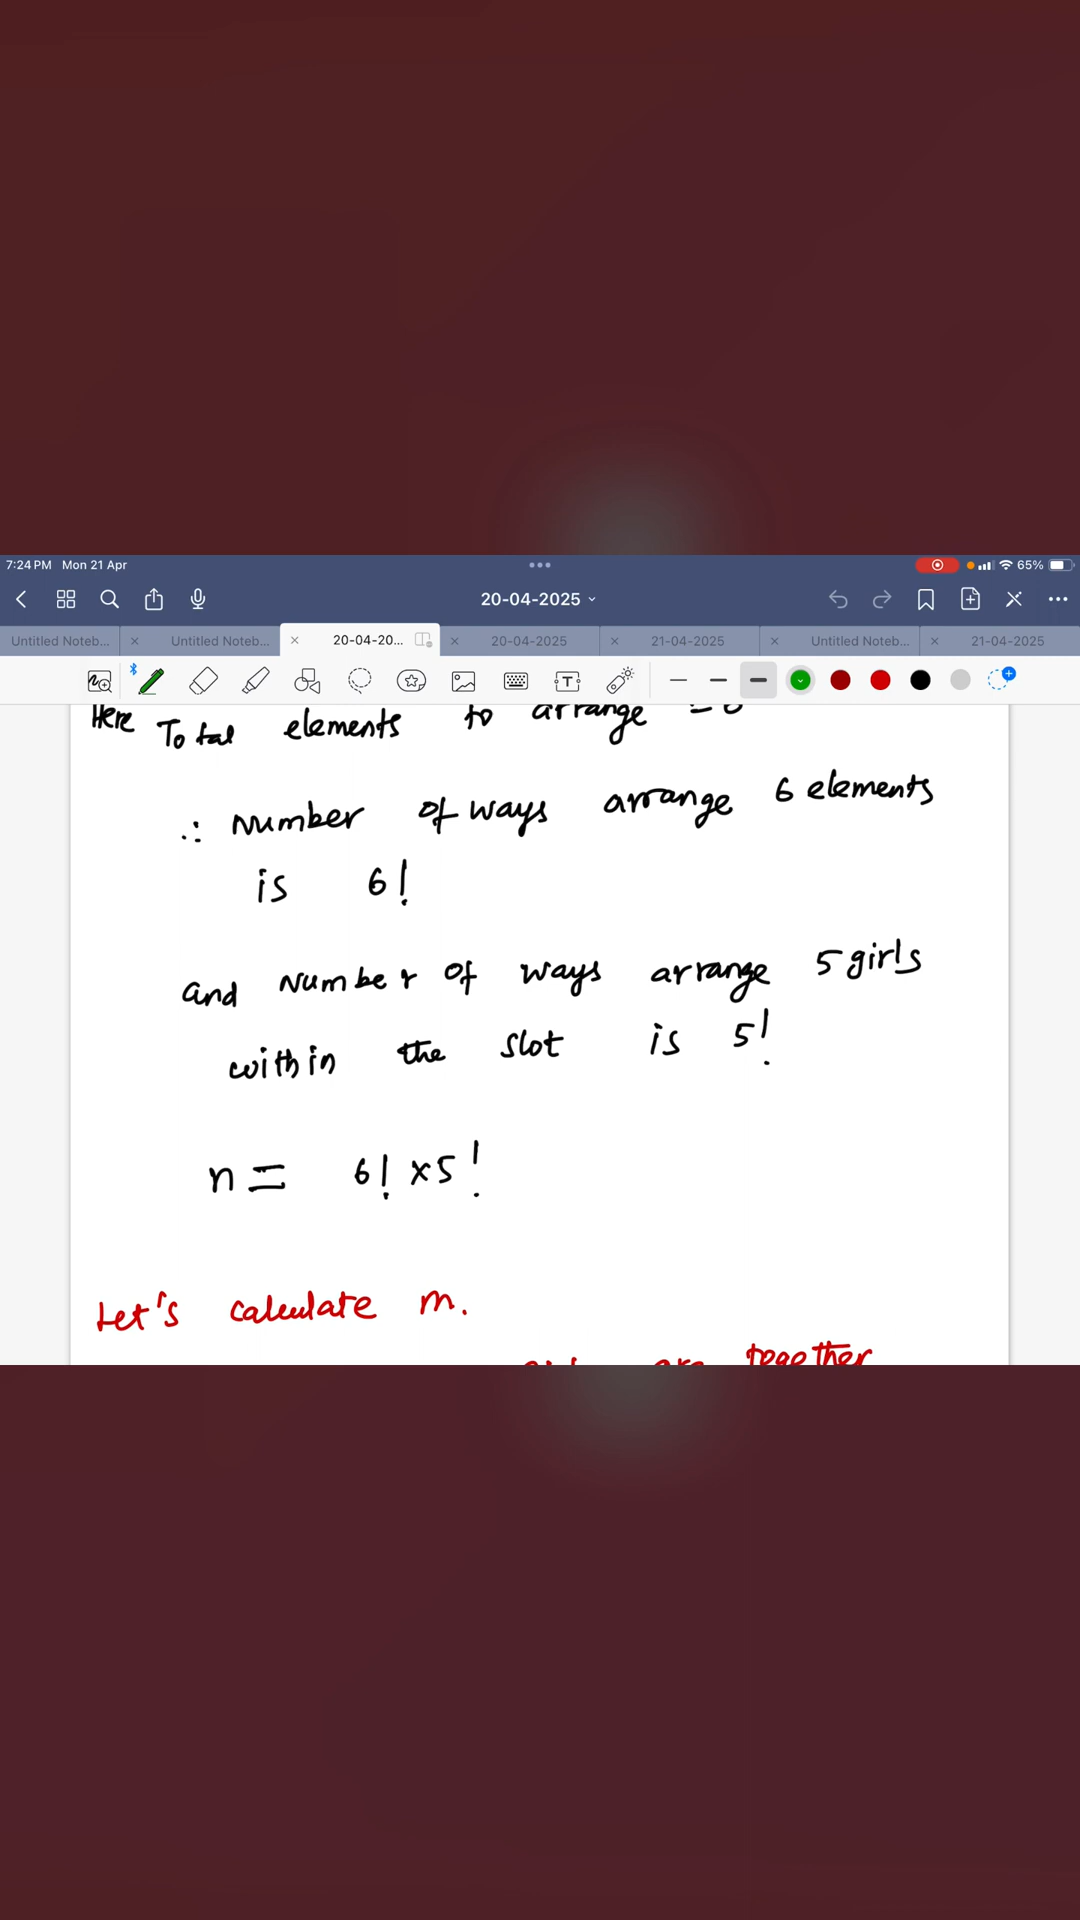 7:24 PM Mon 21 Apr
65%
20-04-2025
Untitled Noteb...
Untitled Noteb...
20-04-20...
20-04-2025
21-04-2025
Untitled Noteb...
21-04-2025
Here Total elements to arrange = 6
∴ Number of ways arrange 6 elements
is 6!
and Number of ways arrange 5 girls
within the slot is 5!
n = 6! × 5!
Let's calculate m.
are together